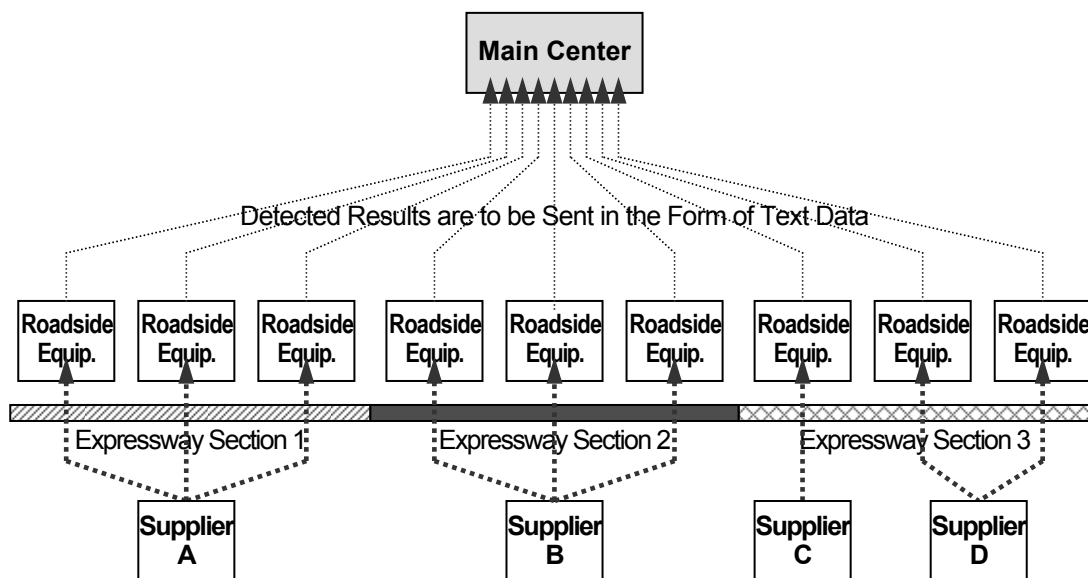 Main Center
Detected Results are to be Sent in the Form of Text Data
Roadside
Equip.
Roadside
Equip.
Roadside
Equip.
Roadside
Equip.
Roadside
Equip.
Roadside
Equip.
Roadside
Equip.
Roadside
Equip.
Roadside
Equip.
Expressway Section 1
Expressway Section 2
Expressway Section 3
Supplier
A
Supplier
B
Supplier
C
Supplier
D